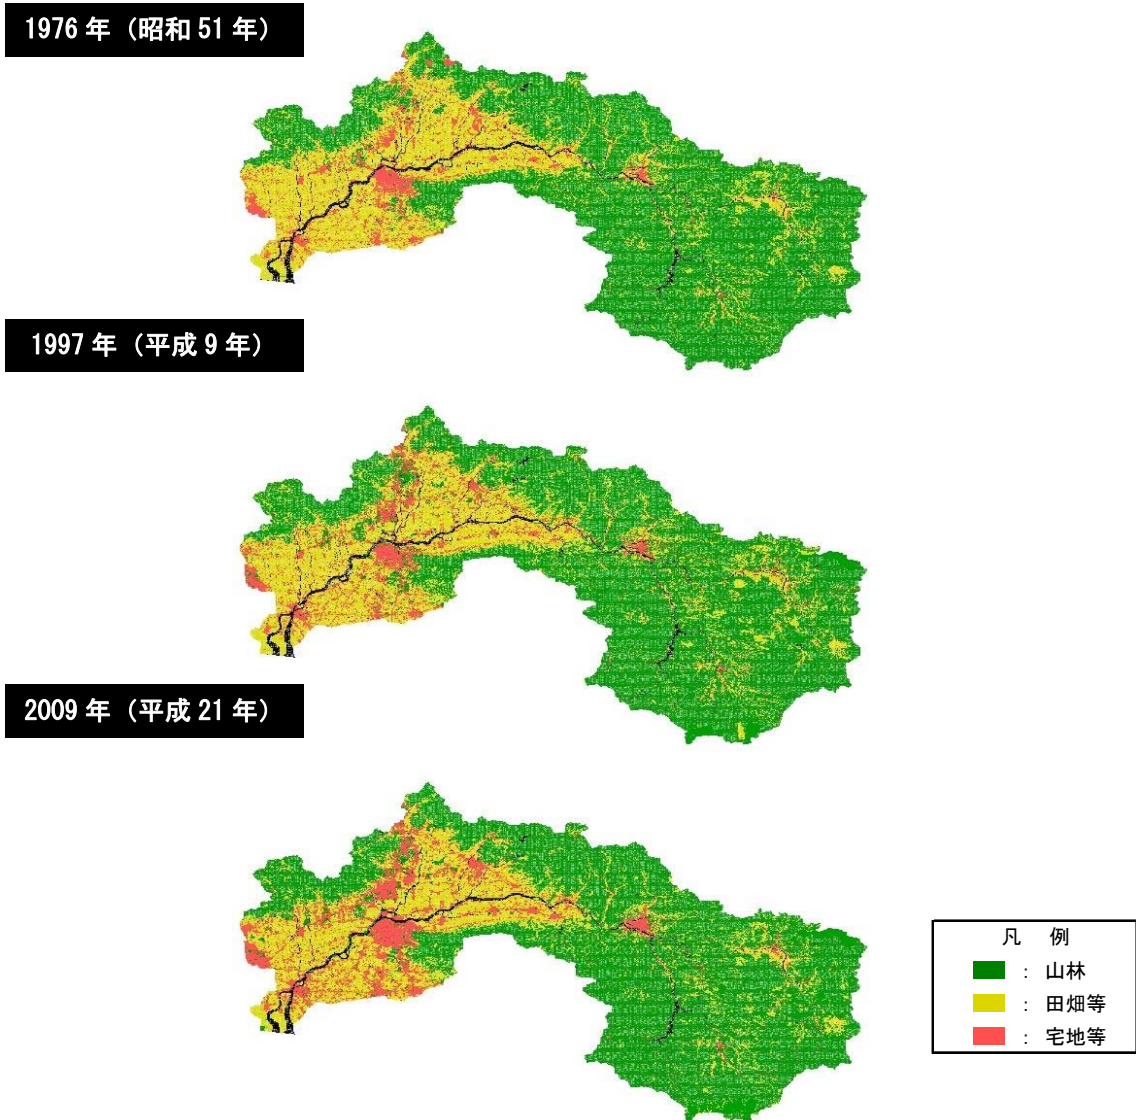 1976 年（昭和 51 年）
1997 年（平成 9 年）
2009 年（平成 21 年）
凡 例
： 山林
： 田畑等
： 宅地等